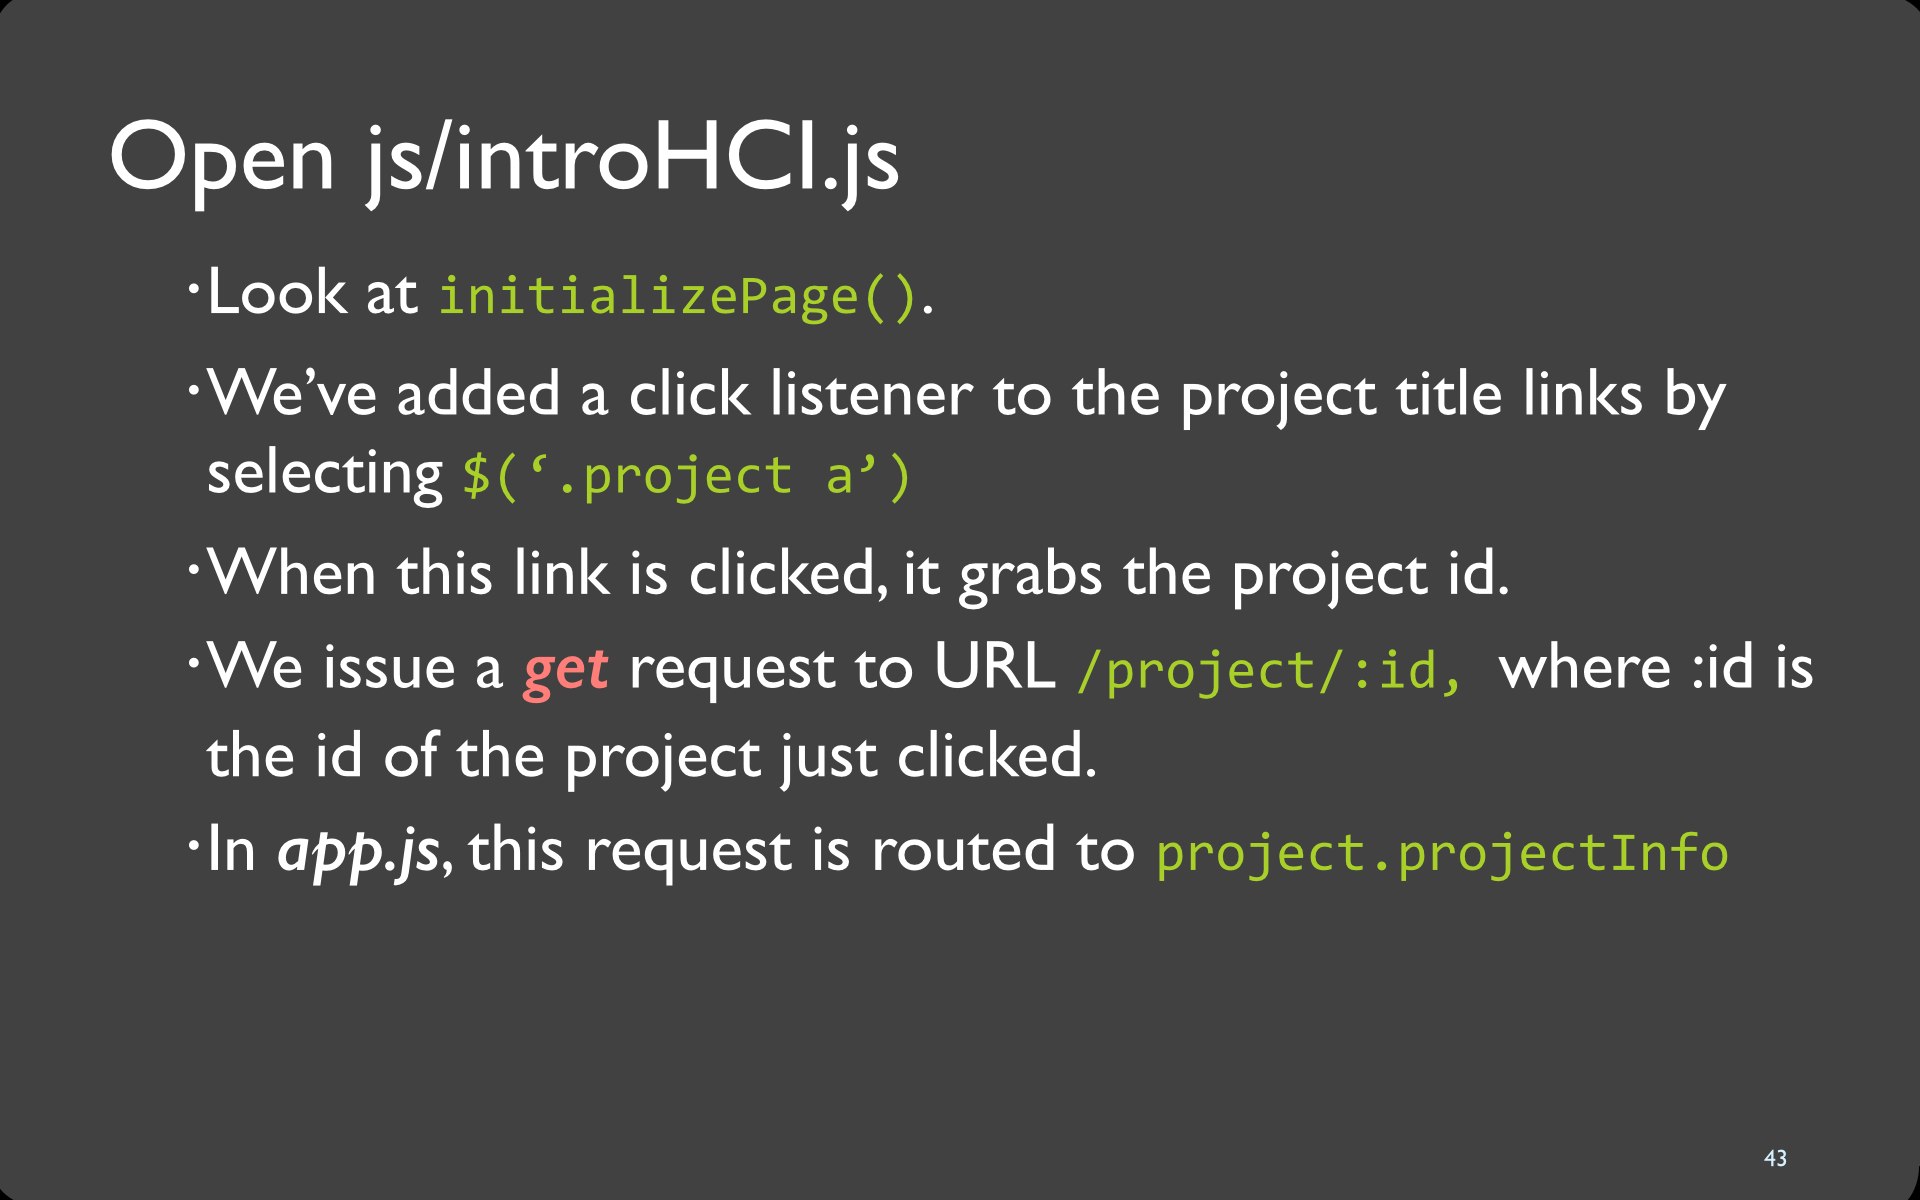 Open js/introHCI.js
·Look at initializePage().
·We’ve added a click listener to the project title links by
selecting $(‘.project a’)
·When this link is clicked, it grabs the project id.
·We issue a get request to URL /project/:id, where :id is
the id of the project just clicked.
·In app.js, this request is routed to project.projectInfo
43